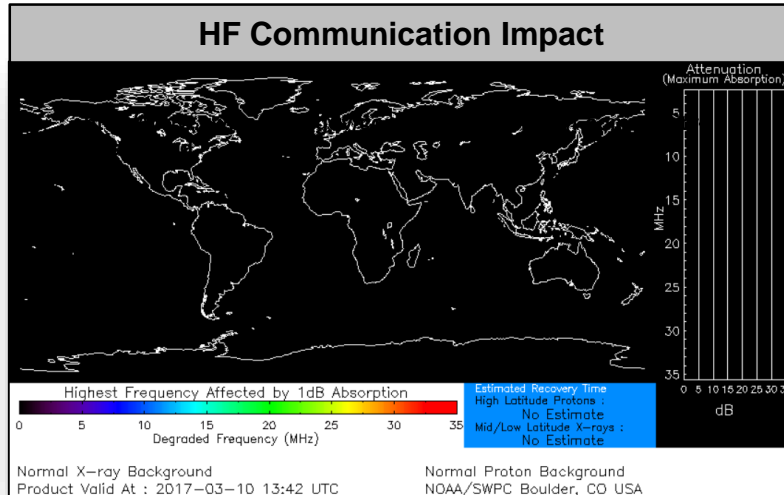 HF Communication Impact
Attenuation
(Maximum Absorption)
5
10
15
20
25
30
35
MHz
0 5 10 15 20 25 30
dB
Highest Frequency Affected by 1dB Absorption
0 5 10 15 20 25 30 35
Degraded Frequency (MHz)
Estimated Recovery Time
High Latitude Protons :
No Estimate
Mid/Low Latitude X-rays :
No Estimate
Normal X-ray Background
Product Valid At : 2017-03-10 13:42 UTC
Normal Proton Background
NOAA/SWPC Boulder, CO USA